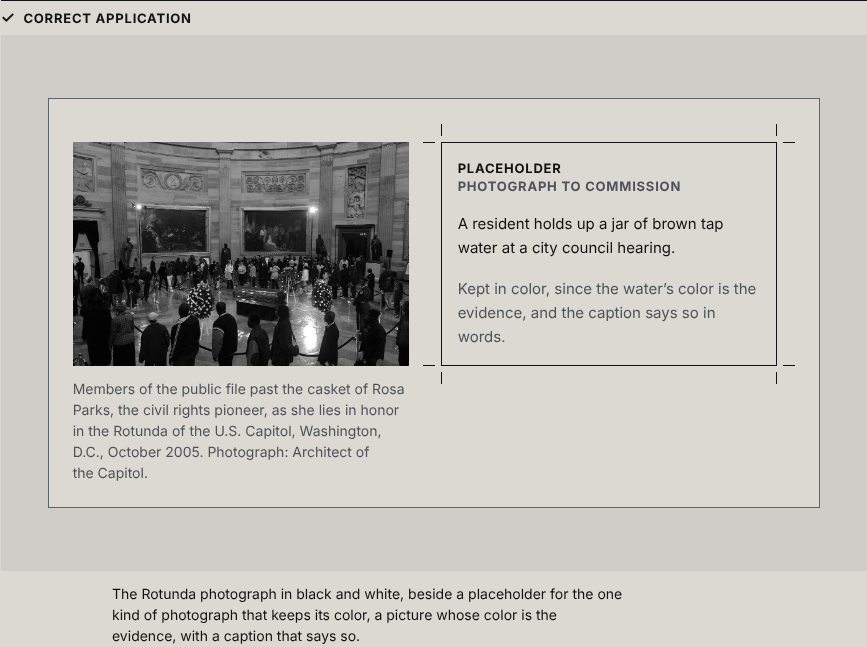 CORRECT APPLICATION
PLACEHOLDER
PHOTOGRAPH TO COMMISSION
A resident holds up a jar of brown tap
water at a city council hearing.
Kept in color, since the water’s color is the
evidence, and the caption says so in
words.
Members of the public file past the casket of Rosa
Parks, the civil rights pioneer, as she lies in honor
in the Rotunda of the U.S. Capitol, Washington,
D.C., October 2005. Photograph: Architect of
the Capitol.
The Rotunda photograph in black and white, beside a placeholder for the one
kind of photograph that keeps its color, a picture whose color is the
evidence, with a caption that says so.